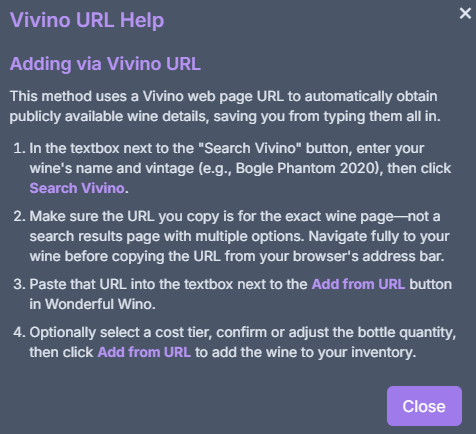 Vivino URL Help
×
Adding via Vivino URL
This method uses a Vivino web page URL to automatically obtain
publicly available wine details, saving you from typing them all in.
1. In the textbox next to the "Search Vivino" button, enter your
wine's name and vintage (e.g., Bogle Phantom 2020), then click
Search Vivino.
2. Make sure the URL you copy is for the exact wine page—not a
search results page with multiple options. Navigate fully to your
wine before copying the URL from your browser's address bar.
3. Paste that URL into the textbox next to the Add from URL button
in Wonderful Wino.
4. Optionally select a cost tier, confirm or adjust the bottle quantity,
then click Add from URL to add the wine to your inventory.
Close